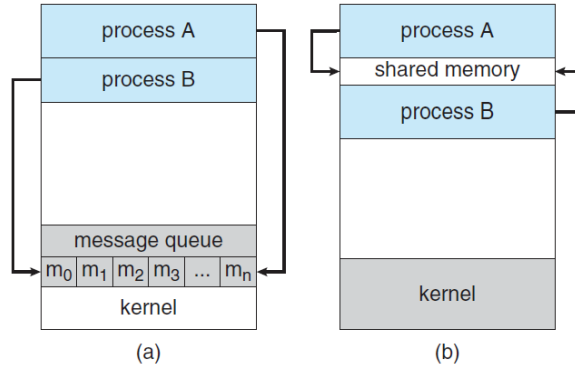 process A
process B
message queue
m0 m1 m2 m3 ... mn
kernel
(a)
process A
shared memory
process B
kernel
(b)